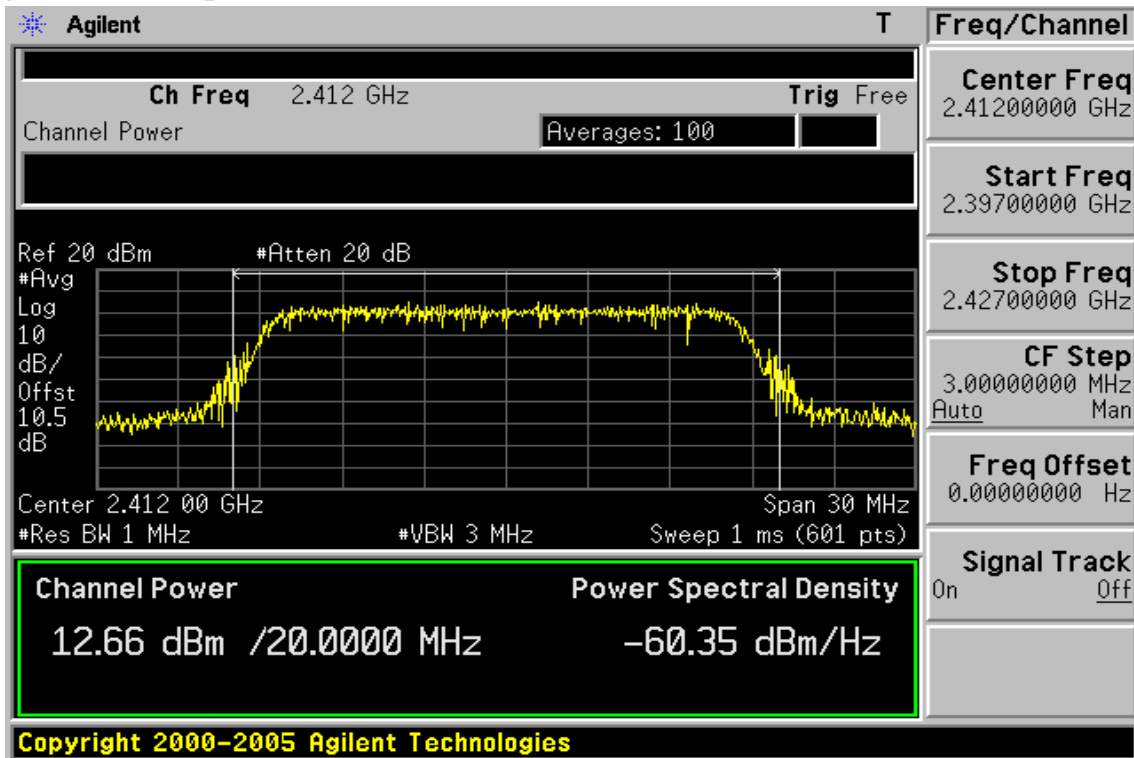 Agilent T Freq/Channel
Ch Freq 2.412 GHz Trig Free
Channel Power Averages: 100
Ref 20 dBm #Atten 20 dB
#Avg
Log
10
dB/
Offst
10.5
dB
Center 2.412 00 GHz Span 30 MHz
#Res BW 1 MHz #VBW 3 MHz Sweep 1 ms (601 pts)
Channel Power Power Spectral Density
12.66 dBm /20.0000 MHz -60.35 dBm/Hz
Center Freq
2.41200000 GHz
Start Freq
2.39700000 GHz
Stop Freq
2.42700000 GHz
CF Step
3.00000000 MHz
Auto Man
Freq Offset
0.00000000 Hz
Signal Track
On Off
Copyright 2000-2005 Agilent Technologies